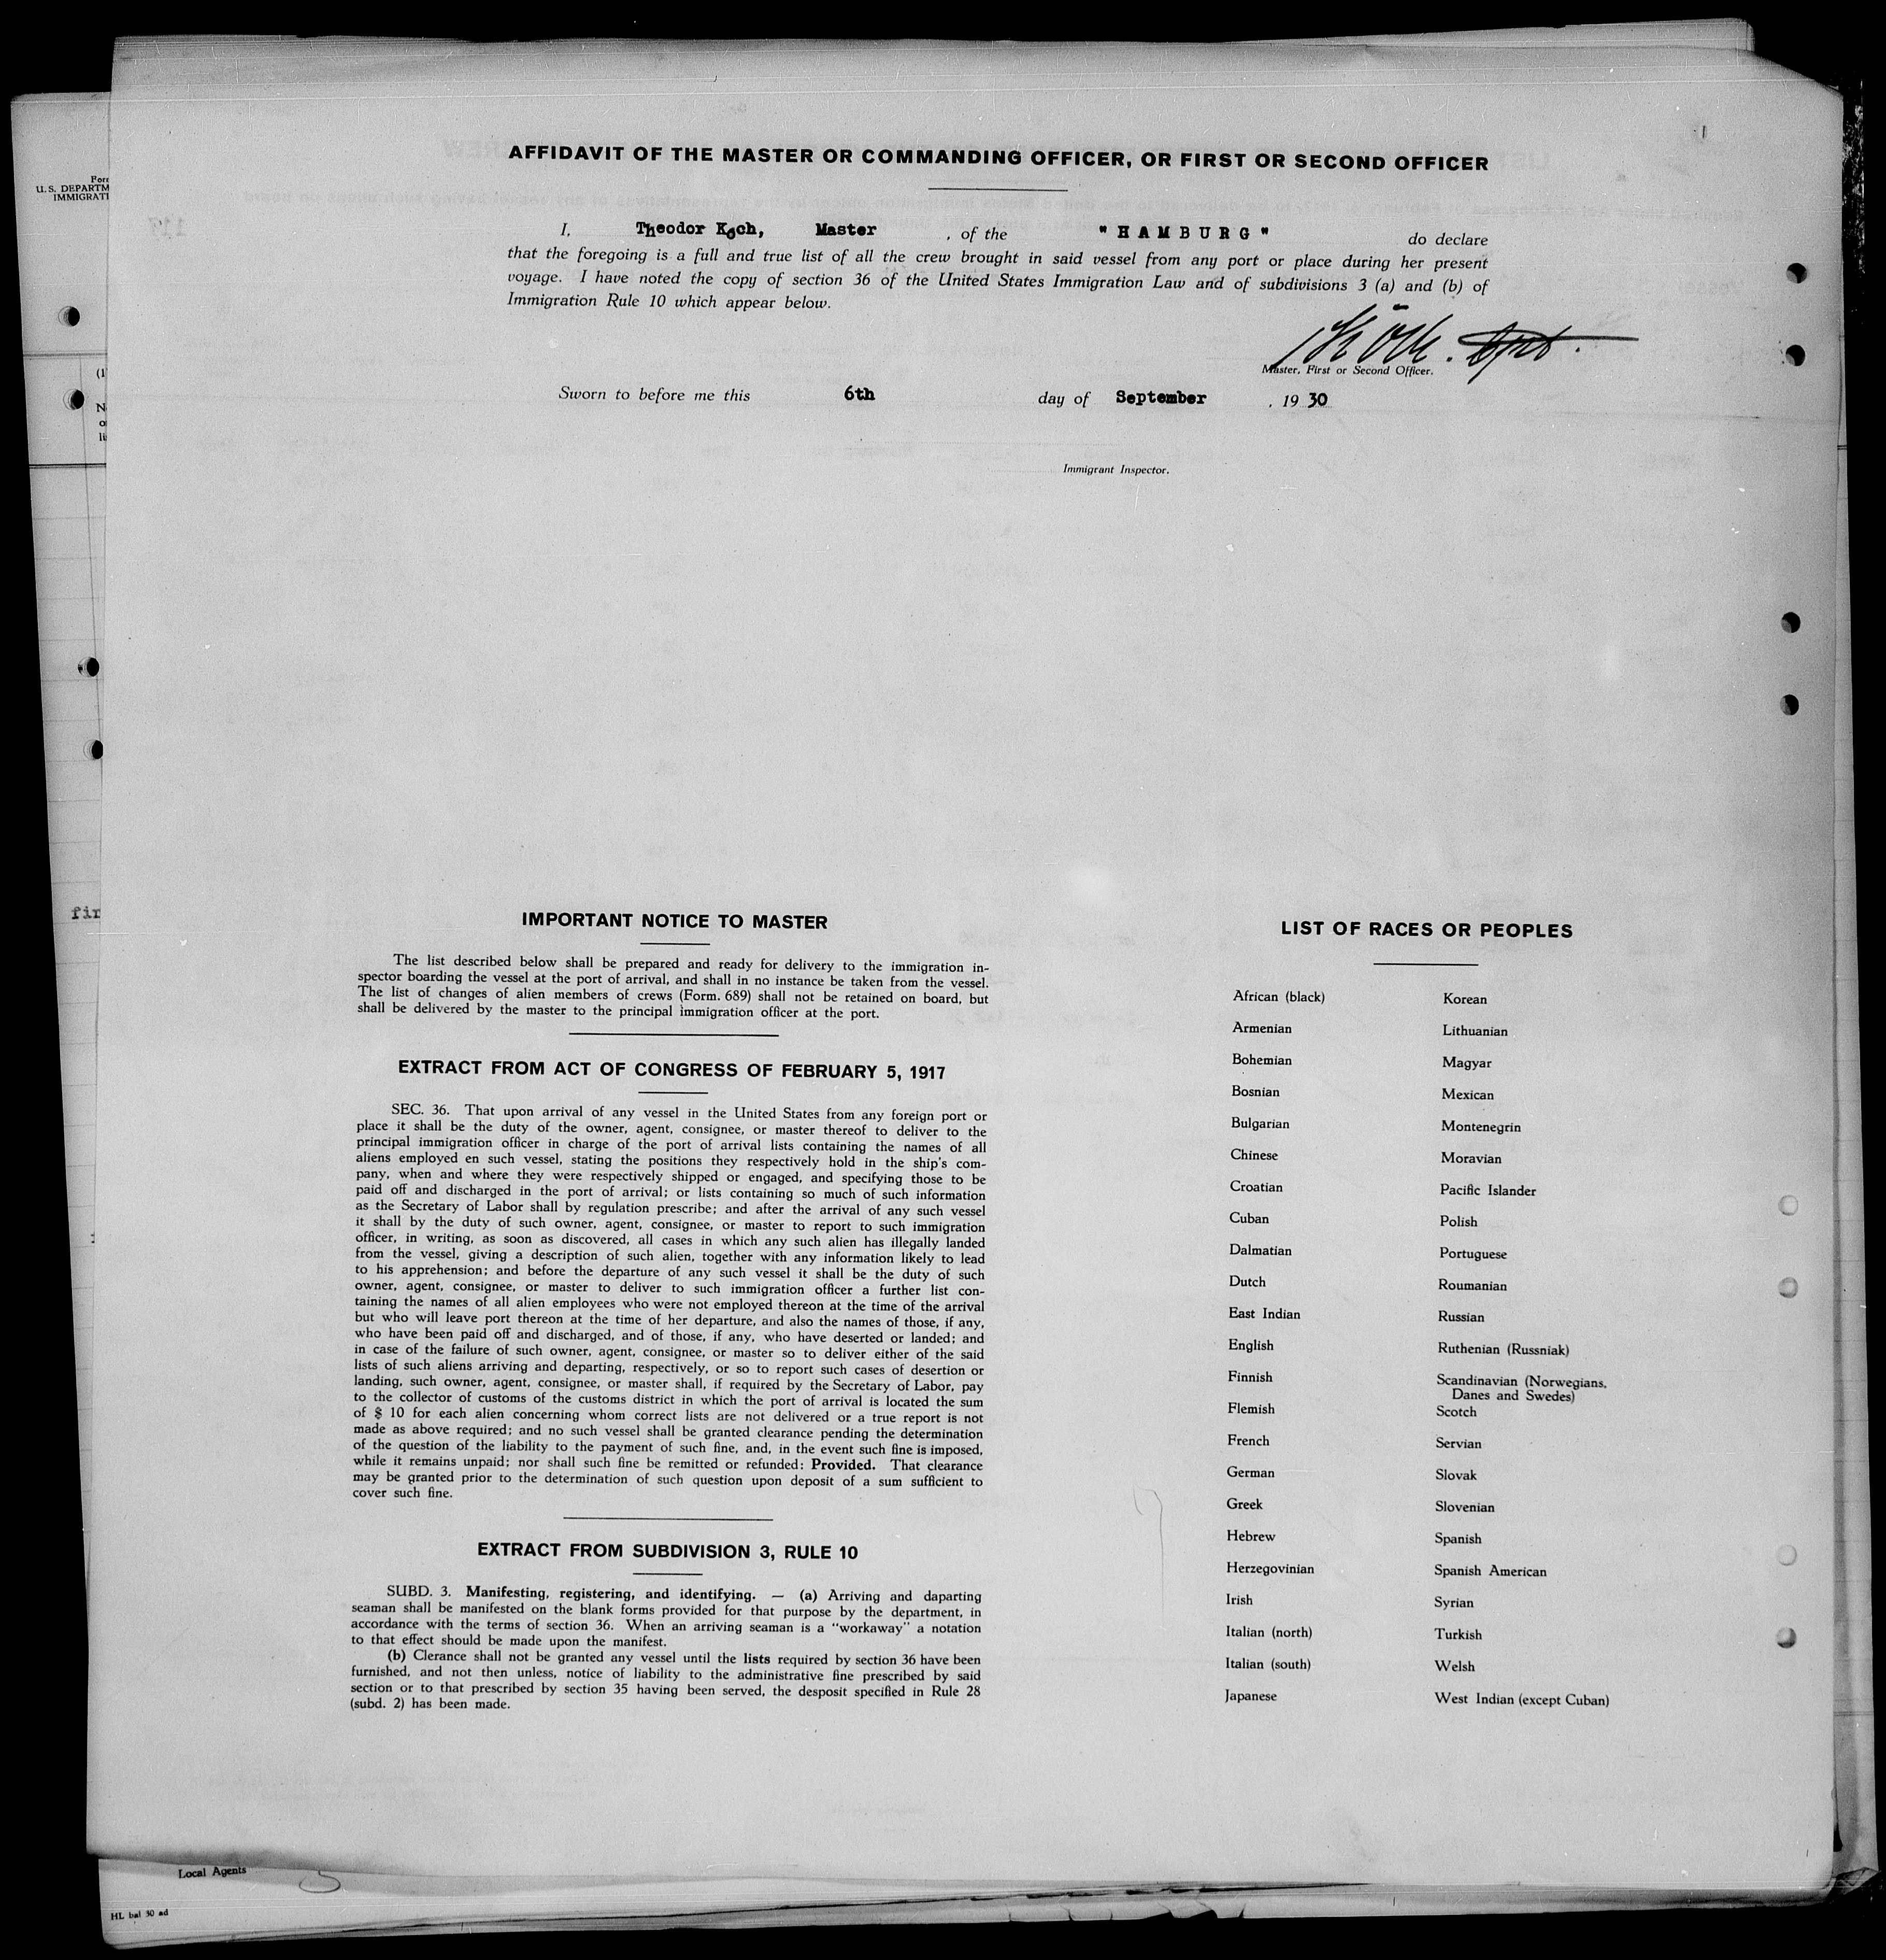 AFFIDAVIT OF THE MASTER OR COMMANDING OFFICER, OR FIRST OR SECOND OFFICER
I, Theodor Koch, Master , of the "HAMBURG" do declare
that the foregoing is a full and true list of all the crew brought in said vessel from any port or place during her present
voyage. I have noted the copy of section 36 of the United States Immigration Law and of subdivisions 3 (a) and (b) of
Immigration Rule 10 which appear below.
Master, First or Second Officer.
Sworn to before me this 6th day of September , 19 30
Immigrant Inspector.
IMPORTANT NOTICE TO MASTER
The list described below shall be prepared and ready for delivery to the immigration in-
spector boarding the vessel at the port of arrival, and shall in no instance be taken from the vessel.
The list of changes of alien members of crews (Form. 689) shall not be retained on board, but
shall be delivered by the master to the principal immigration officer at the port.
EXTRACT FROM ACT OF CONGRESS OF FEBRUARY 5, 1917
SEC. 36. That upon arrival of any vessel in the United States from any foreign port or
place it shall be the duty of the owner, agent, consignee, or master thereof to deliver to the
principal immigration officer in charge of the port of arrival lists containing the names of all
aliens employed en such vessel, stating the positions they respectively hold in the ship's com-
pany, when and where they were respectively shipped or engaged, and specifying those to be
paid off and discharged in the port of arrival; or lists containing so much of such information
as the Secretary of Labor shall by regulation prescribe; and after the arrival of any such vessel
it shall by the duty of such owner, agent, consignee, or master to report to such immigration
officer, in writing, as soon as discovered, all cases in which any such alien has illegally landed
from the vessel, giving a description of such alien, together with any information likely to lead
to his apprehension; and before the departure of any such vessel it shall be the duty of such
owner, agent, consignee, or master to deliver to such immigration officer a further list con-
taining the names of all alien employees who were not employed thereon at the time of the arrival
but who will leave port thereon at the time of her departure, and also the names of those, if any,
who have been paid off and discharged, and of those, if any, who have deserted or landed; and
in case of the failure of such owner, agent, consignee, or master so to deliver either of the said
lists of such aliens arriving and departing, respectively, or so to report such cases of desertion or
landing, such owner, agent, consignee, or master shall, if required by the Secretary of Labor, pay
to the collector of customs of the customs district in which the port of arrival is located the sum
of $ 10 for each alien concerning whom correct lists are not delivered or a true report is not
made as above required; and no such vessel shall be granted clearance pending the determination
of the question of the liability to the payment of such fine, and, in the event such fine is imposed,
while it remains unpaid; nor shall such fine be remitted or refunded: Provided. That clearance
may be granted prior to the determination of such question upon deposit of a sum sufficient to
cover such fine.
EXTRACT FROM SUBDIVISION 3, RULE 10
SUBD. 3. Manifesting, registering, and identifying. — (a) Arriving and daparting
seaman shall be manifested on the blank forms provided for that purpose by the department, in
accordance with the terms of section 36. When an arriving seaman is a "workaway" a notation
to that effect should be made upon the manifest.
(b) Clerance shall not be granted any vessel until the lists required by section 36 have been
furnished, and not then unless, notice of liability to the administrative fine prescribed by said
section or to that prescribed by section 35 having been served, the desposit specified in Rule 28
(subd. 2) has been made.
LIST OF RACES OR PEOPLES
African (black) Korean
Armenian Lithuanian
Bohemian Magyar
Bosnian Mexican
Bulgarian Montenegrin
Chinese Moravian
Croatian Pacific Islander
Cuban Polish
Dalmatian Portuguese
Dutch Roumanian
East Indian Russian
English Ruthenian (Russniak)
Finnish Scandinavian (Norwegians,
Danes and Swedes)
Flemish Scotch
French Servian
German Slovak
Greek Slovenian
Hebrew Spanish
Herzegovinian Spanish American
Irish Syrian
Italian (north) Turkish
Italian (south) Welsh
Japanese West Indian (except Cuban)
Local Agents
HL bal 30 ad